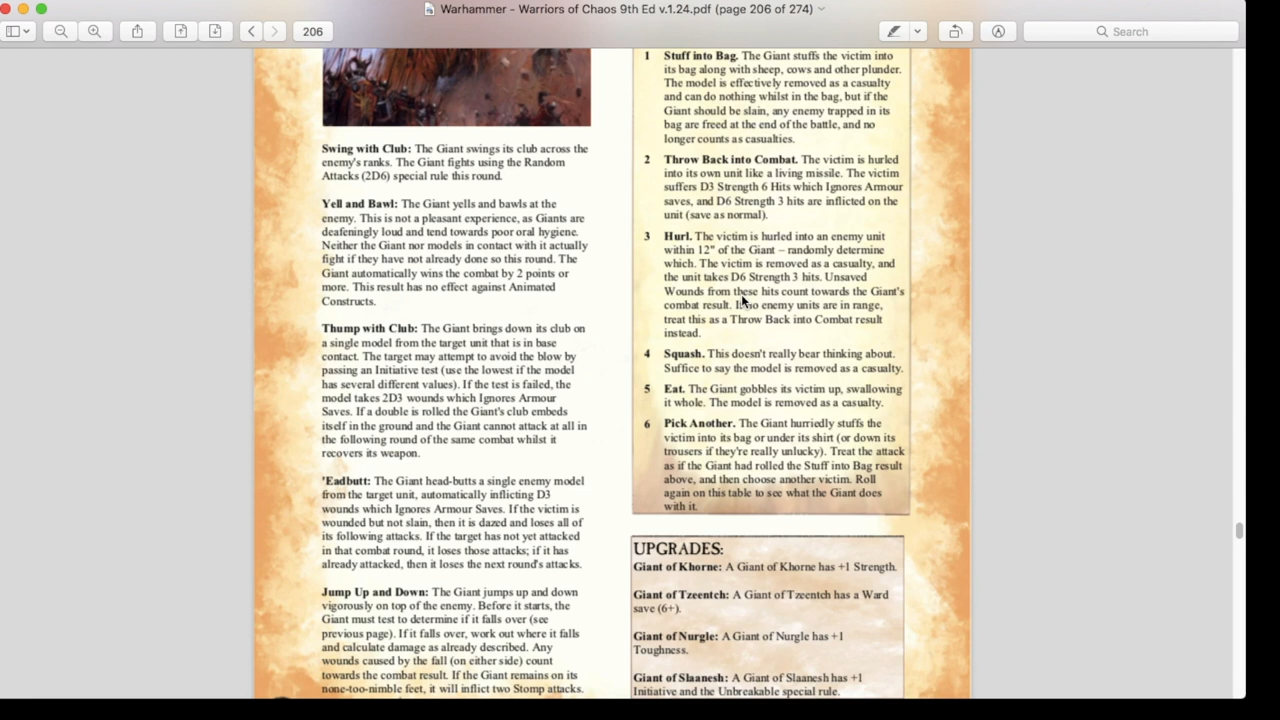 Warhammer - Warriors of Chaos 9th Ed v.1.24.pdf (page 206 of 274)
206
Search
Swing with Club: The Giant swings its club across the
enemy's ranks. The Giant fights using the Random
Attacks (2D6) special rule this round.
Yell and Bawl: The Giant yells and bawls at the
enemy. This is not a pleasant experience, as Giants are
deafeningly loud and tend towards poor oral hygiene.
Neither the Giant nor models in contact with it actually
fight if they have not already done so this round. The
Giant automatically wins the combat by 2 points or
more. This result has no effect against Animated
Constructs.
Thump with Club: The Giant brings down its club on
a single model from the target unit that is in base
contact. The target may attempt to avoid the blow by
passing an Initiative test (use the lowest if the model
has several different values). If the test is failed, the
model takes 2D3 wounds which Ignores Armour
Saves. If a double is rolled the Giant's club embeds
itself in the ground and the Giant cannot attack at all in
the following round of the same combat whilst it
recovers its weapon.
'Eadbutt: The Giant head-butts a single enemy model
from the target unit, automatically inflicting D3
wounds which Ignores Armour Saves. If the victim is
wounded but not slain, then it is dazed and loses all of
its following attacks. If the target has not yet attacked
in that combat round, it loses those attacks; if it has
already attacked, then it loses the next round's attacks.
Jump Up and Down: The Giant jumps up and down
vigorously on top of the enemy. Before it starts, the
Giant must test to determine if it falls over (see
previous page). If it falls over, work out where it falls
and calculate damage as already described. Any
wounds caused by the fall (on either side) count
towards the combat result. If the Giant remains on its
none-too-nimble feet, it will inflict two Stomp attacks.
1 Stuff into Bag. The Giant stuffs the victim into
its bag along with sheep, cows and other plunder.
The model is effectively removed as a casualty
and can do nothing whilst in the bag, but if the
Giant should be slain, any enemy trapped in its
bag are freed at the end of the battle, and no
longer counts as casualties.
2 Throw Back into Combat. The victim is hurled
into its own unit like a living missile. The victim
suffers D3 Strength 6 Hits which Ignores Armour
saves, and D6 Strength 3 hits are inflicted on the
unit (save as normal).
3 Hurl. The victim is hurled into an enemy unit
within 12" of the Giant – randomly determine
which. The victim is removed as a casualty, and
the unit takes D6 Strength 3 hits. Unsaved
Wounds from these hits count towards the Giant's
combat result. If no enemy units are in range,
treat this as a Throw Back into Combat result
instead.
4 Squash. This doesn't really bear thinking about.
Suffice to say the model is removed as a casualty.
5 Eat. The Giant gobbles its victim up, swallowing
it whole. The model is removed as a casualty.
6 Pick Another. The Giant hurriedly stuffs the
victim into its bag or under its shirt (or down its
trousers if they're really unlucky). Treat the attack
as if the Giant had rolled the Stuff into Bag result
above, and then choose another victim. Roll
again on this table to see what the Giant does
with it.
UPGRADES:
Giant of Khorne: A Giant of Khorne has +1 Strength.
Giant of Tzeentch: A Giant of Tzeentch has a Ward
save (6+).
Giant of Nurgle: A Giant of Nurgle has +1
Toughness.
Giant of Slaanesh: A Giant of Slaanesh has +1
Initiative and the Unbreakable special rule.